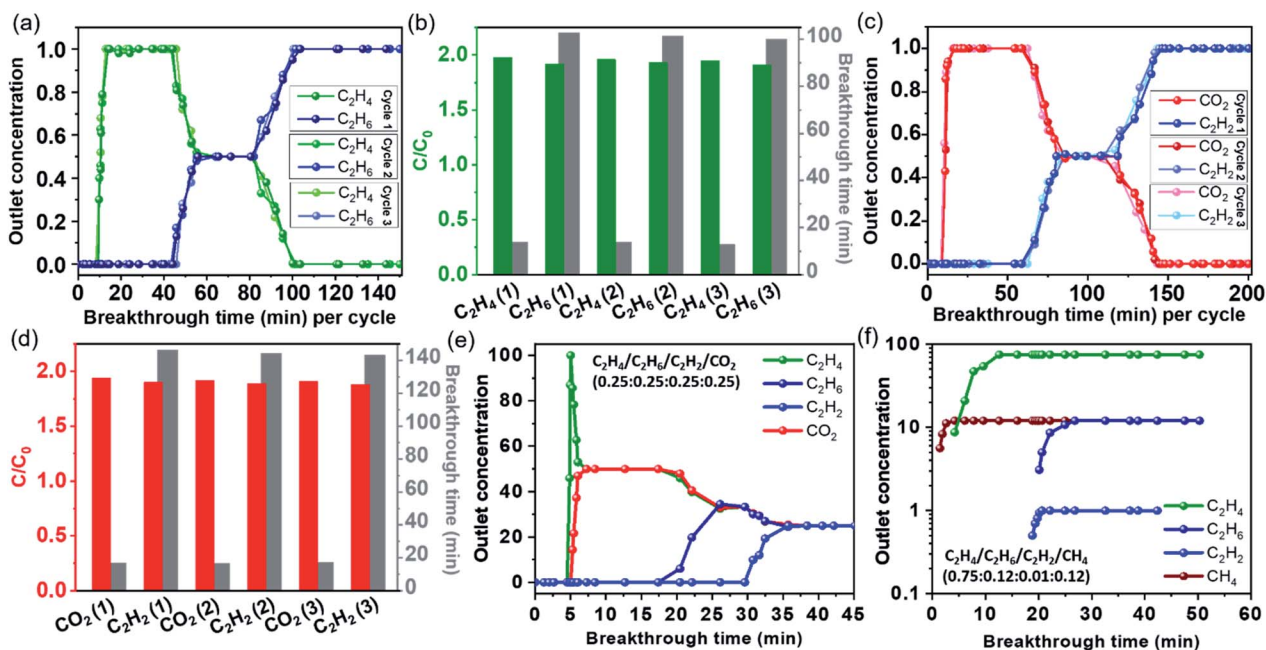 (a)
Outlet concentration
1.0
0.8
0.6
0.4
0.2
0.0
0 20 40 60 80 100 120 140
Breakthrough time (min) per cycle
C₂H₄
C₂H₆
Cycle 1
C₂H₄
C₂H₆
Cycle 2
C₂H₄
C₂H₆
Cycle 3
(b)
C/C₀
2.0
1.5
1.0
0.5
0.0
C₂H₄ (1) C₂H₆ (1) C₂H₄ (2) C₂H₆ (2) C₂H₄ (3) C₂H₆ (3)
100
80
60
40
20
0
Breakthrough time (min)
(c)
Outlet concentration
1.0
0.8
0.6
0.4
0.2
0.0
0 50 100 150 200
Breakthrough time (min) per cycle
CO₂
C₂H₂
Cycle 1
CO₂
C₂H₂
Cycle 2
CO₂
C₂H₂
Cycle 3
(d)
C/C₀
2.0
1.5
1.0
0.5
0.0
CO₂ (1) C₂H₂ (1) CO₂ (2) C₂H₂ (2) CO₂ (3) C₂H₂ (3)
140
120
100
80
60
40
20
0
Breakthrough time (min)
(e)
Outlet concentration
100
80
60
40
20
0
0 5 10 15 20 25 30 35 40 45
Breakthrough time (min)
C₂H₄/C₂H₆/C₂H₂/CO₂
(0.25:0.25:0.25:0.25)
C₂H₄
C₂H₆
C₂H₂
CO₂
(f)
Outlet concentration
100
10
1
0.1
0 10 20 30 40 50 60
Breakthrough time (min)
C₂H₄/C₂H₆/C₂H₂/CH₄
(0.75:0.12:0.01:0.12)
C₂H₄
C₂H₆
C₂H₂
CH₄